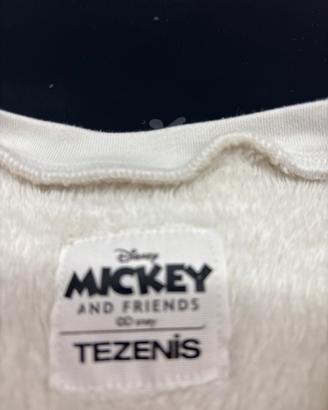 Disney
MICKEY
AND FRIENDS
TEZENIS